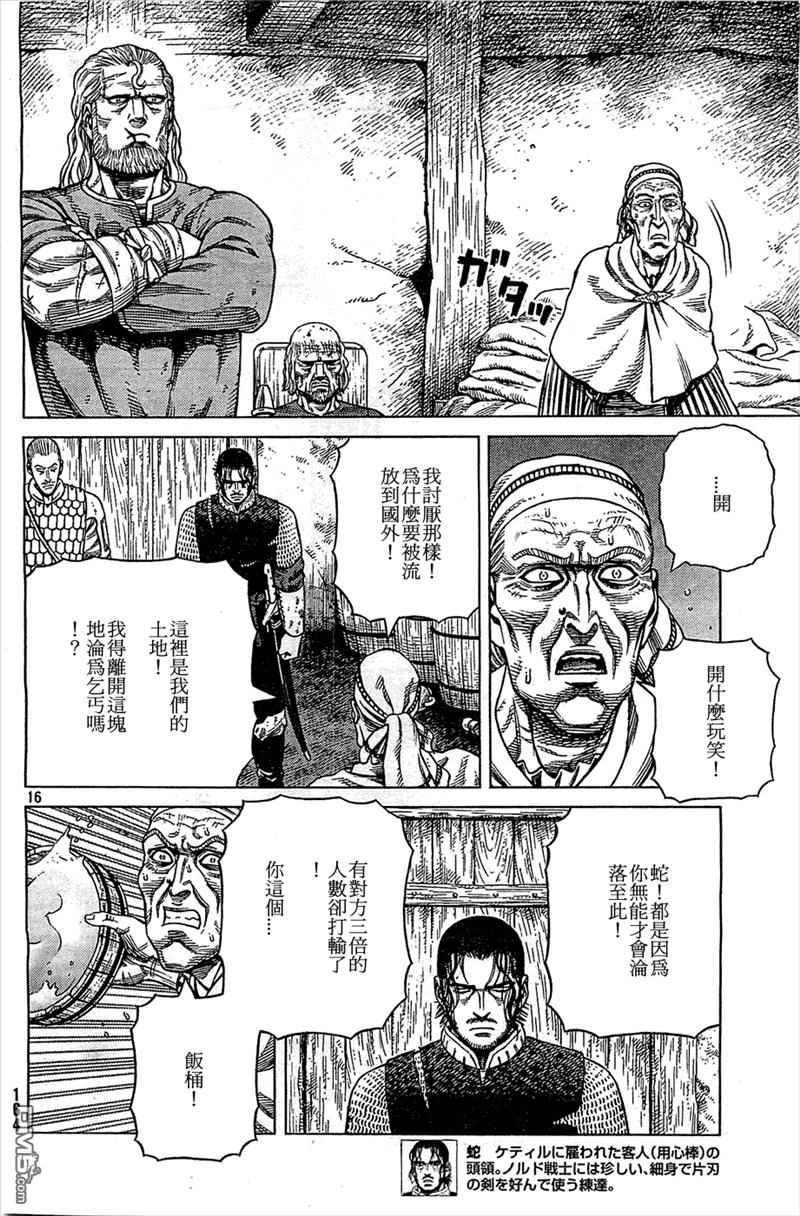 ガタッ
……開
開什麼玩笑！
我討厭那樣！
為什麼要被流
放到國外！
這裡是我們的
土地！
我得離開這塊
地淪為乞丐嗎
！？
16
蛇！都是因為
你無能才會淪
落至此！
有對方三倍的
人數卻打輸了
！
你這個……
飯桶！
164
蛇　ケティルに雇われた客人（用心棒）の
頭領。ノルド戦士には珍しい、細身で片刃
の剣を好んで使う練達。